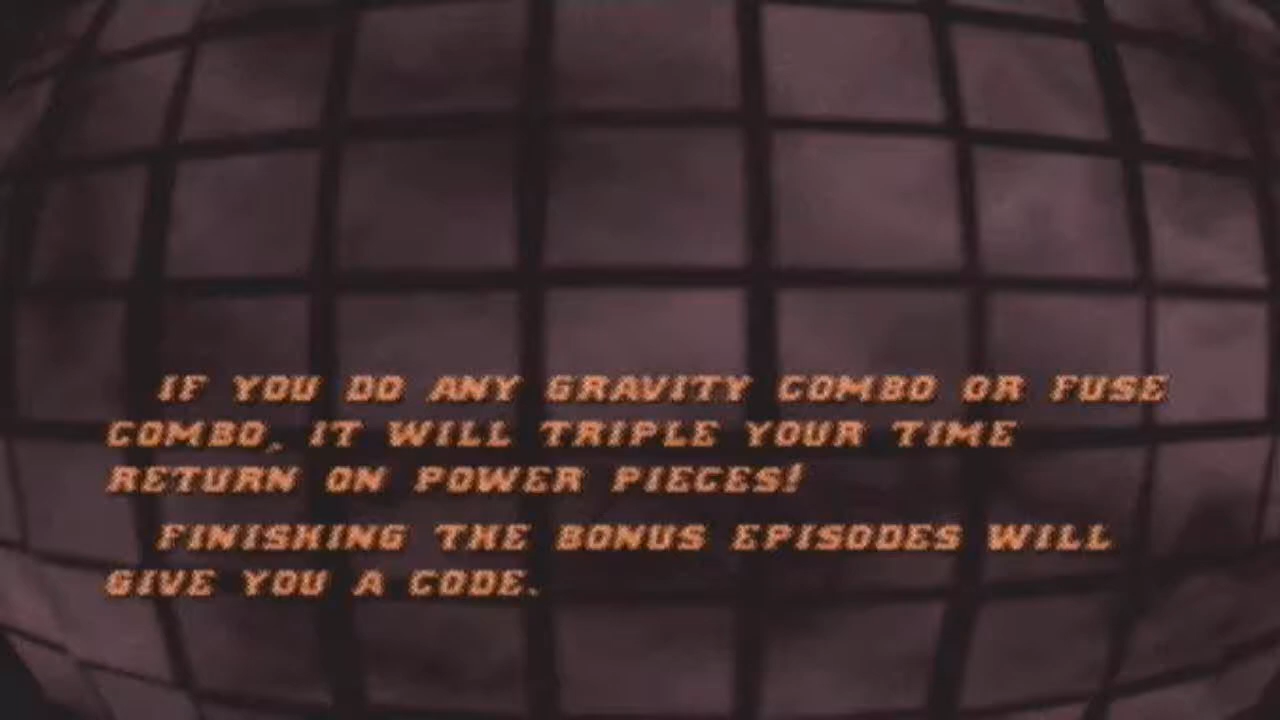 IF YOU DO ANY GRAVITY COMBO OR FUSE
COMBO, IT WILL TRIPLE YOUR TIME
RETURN ON POWER PIECES!
FINISHING THE BONUS EPISODES WILL
GIVE YOU A CODE.